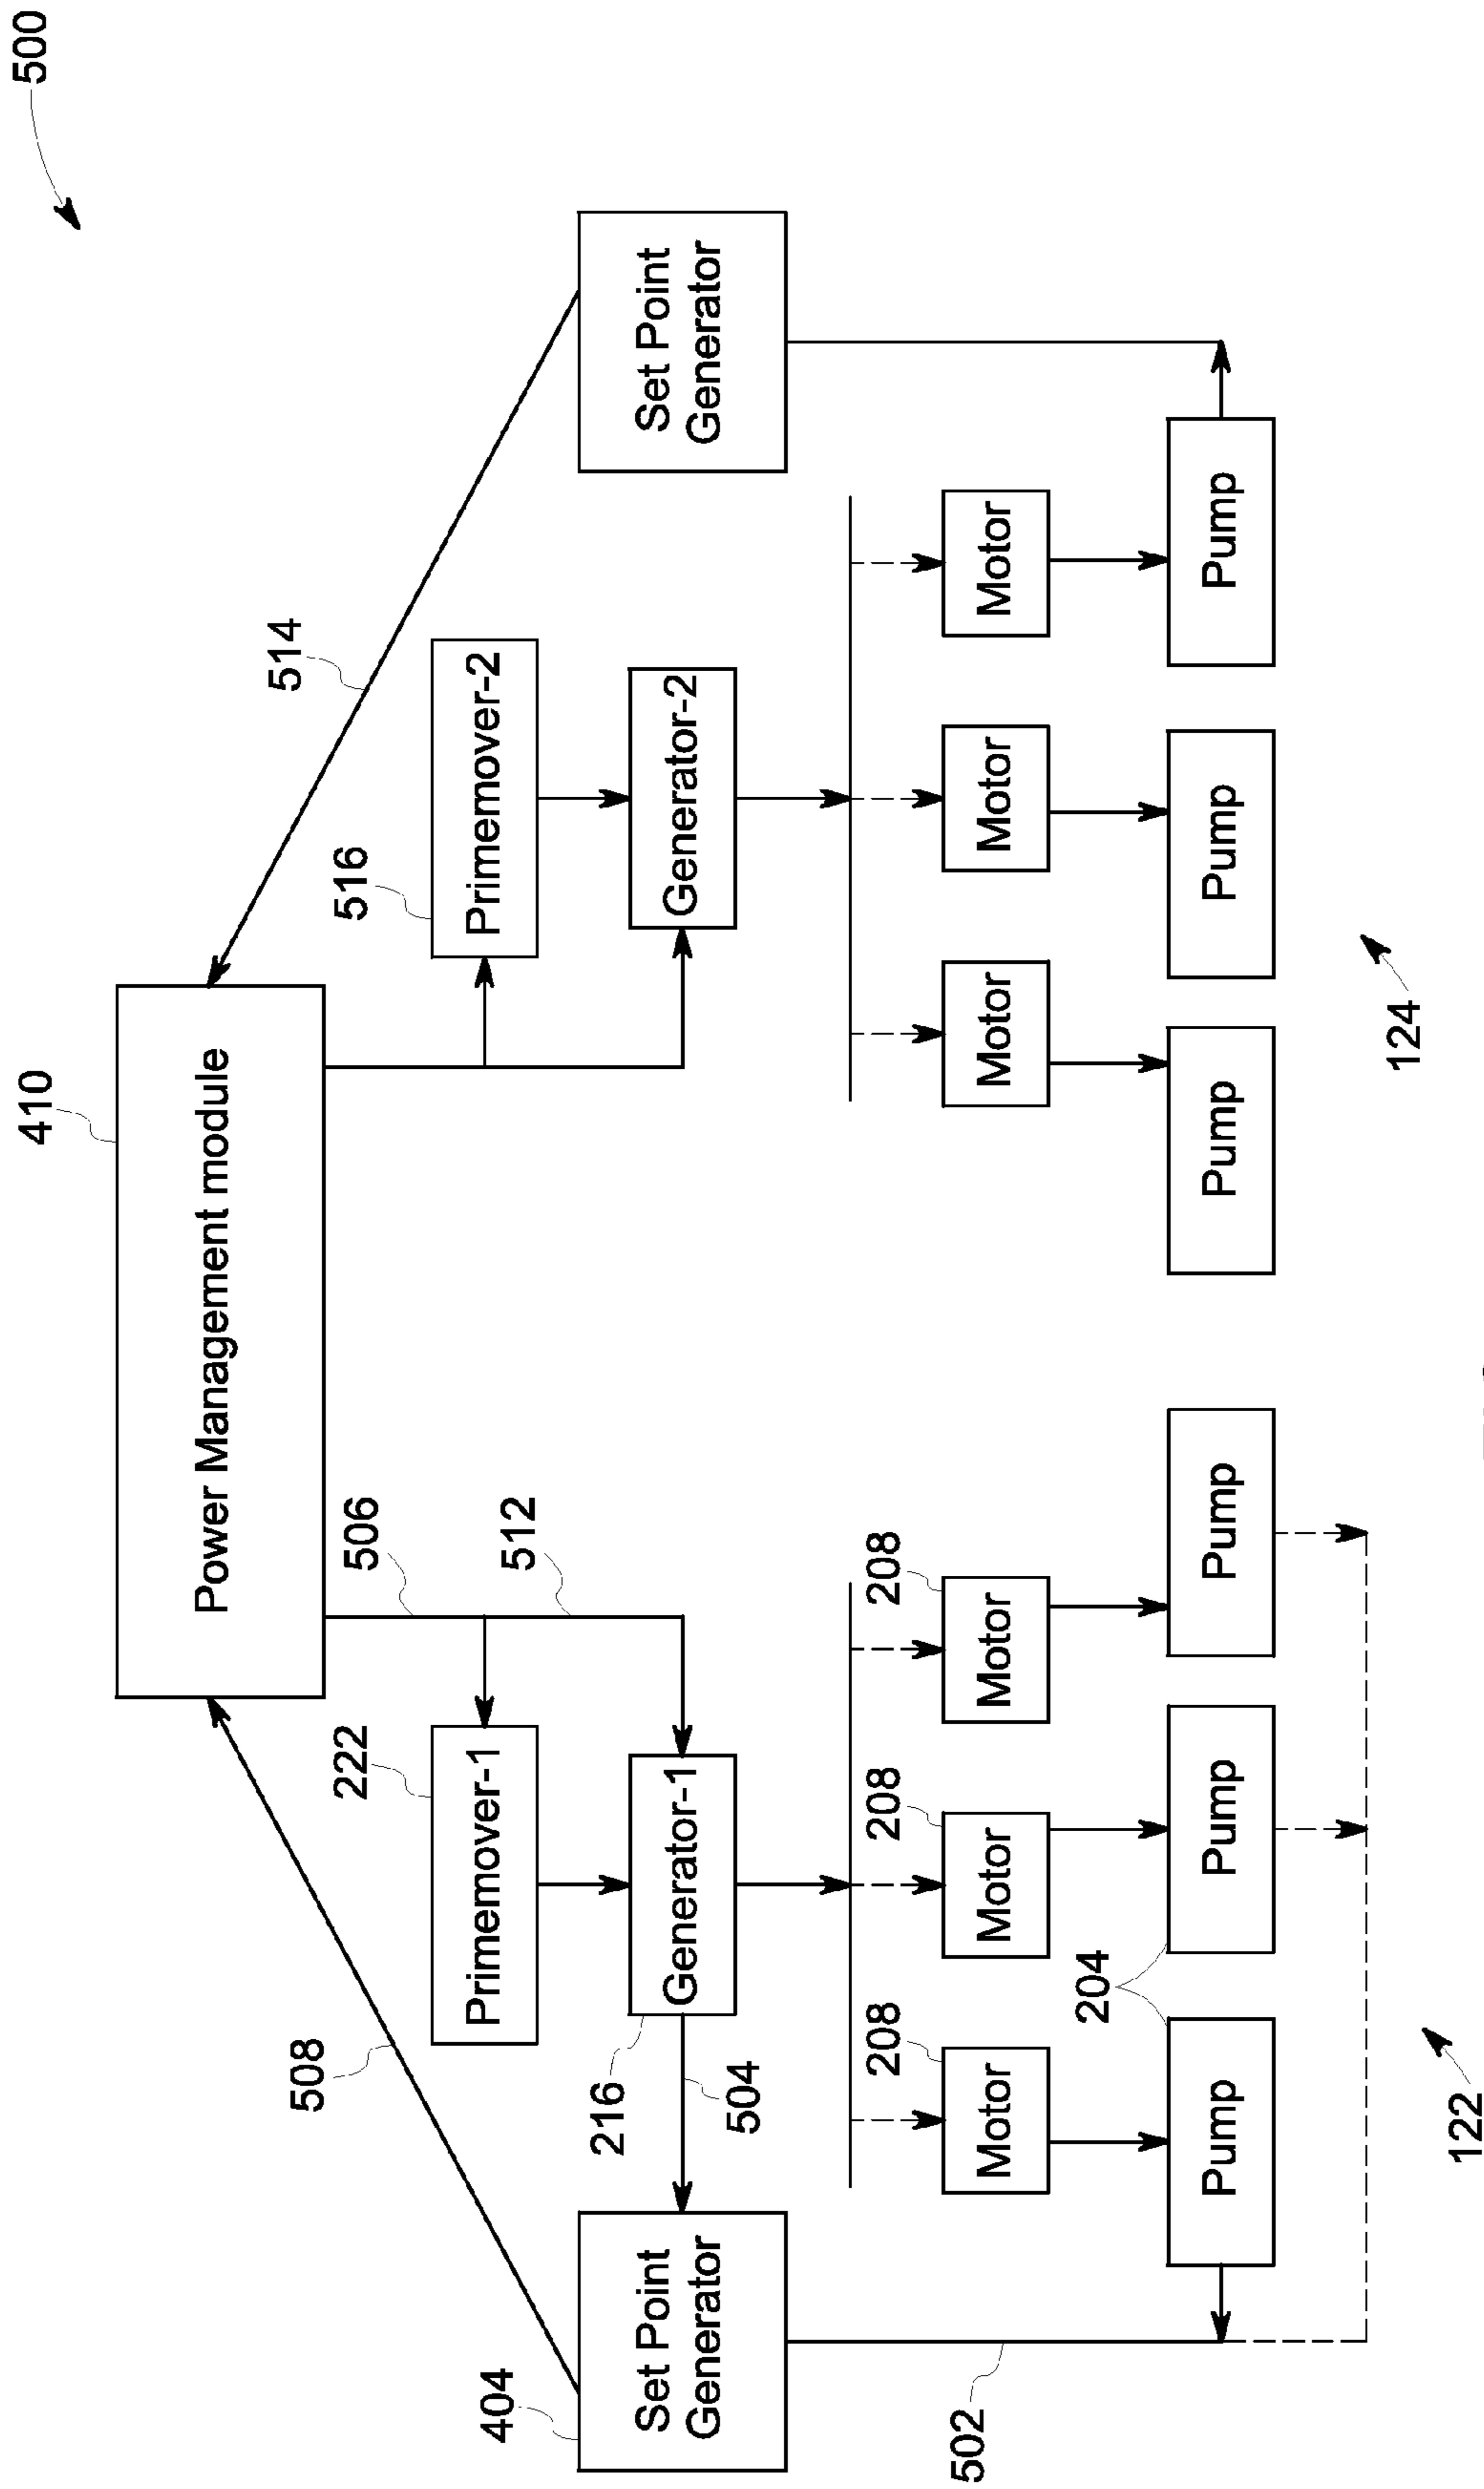 500
410
Power Management module
508
514
222
506
516
Primemover-1
Primemover-2
404
512
216
Set Point
Generator
Generator-1
Generator-2
Set Point
Generator
504
208
208
208
Motor
Motor
Motor
Motor
Motor
Motor
502
204
Pump
Pump
Pump
Pump
Pump
Pump
124
122